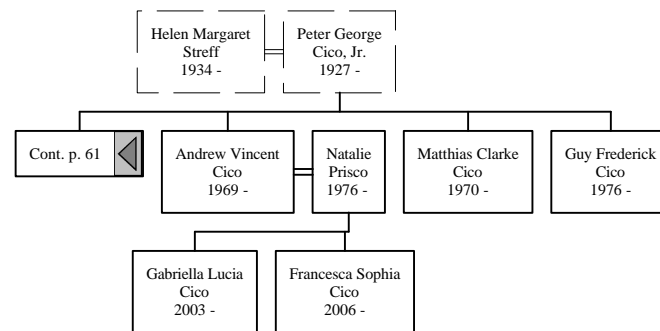 Helen Margaret
Streff
1934 -
Peter George
Cico, Jr.
1927 -
Cont. p. 61
Andrew Vincent
Cico
1969 -
Natalie
Prisco
1976 -
Matthias Clarke
Cico
1970 -
Guy Frederick
Cico
1976 -
Gabriella Lucia
Cico
2003 -
Francesca Sophia
Cico
2006 -